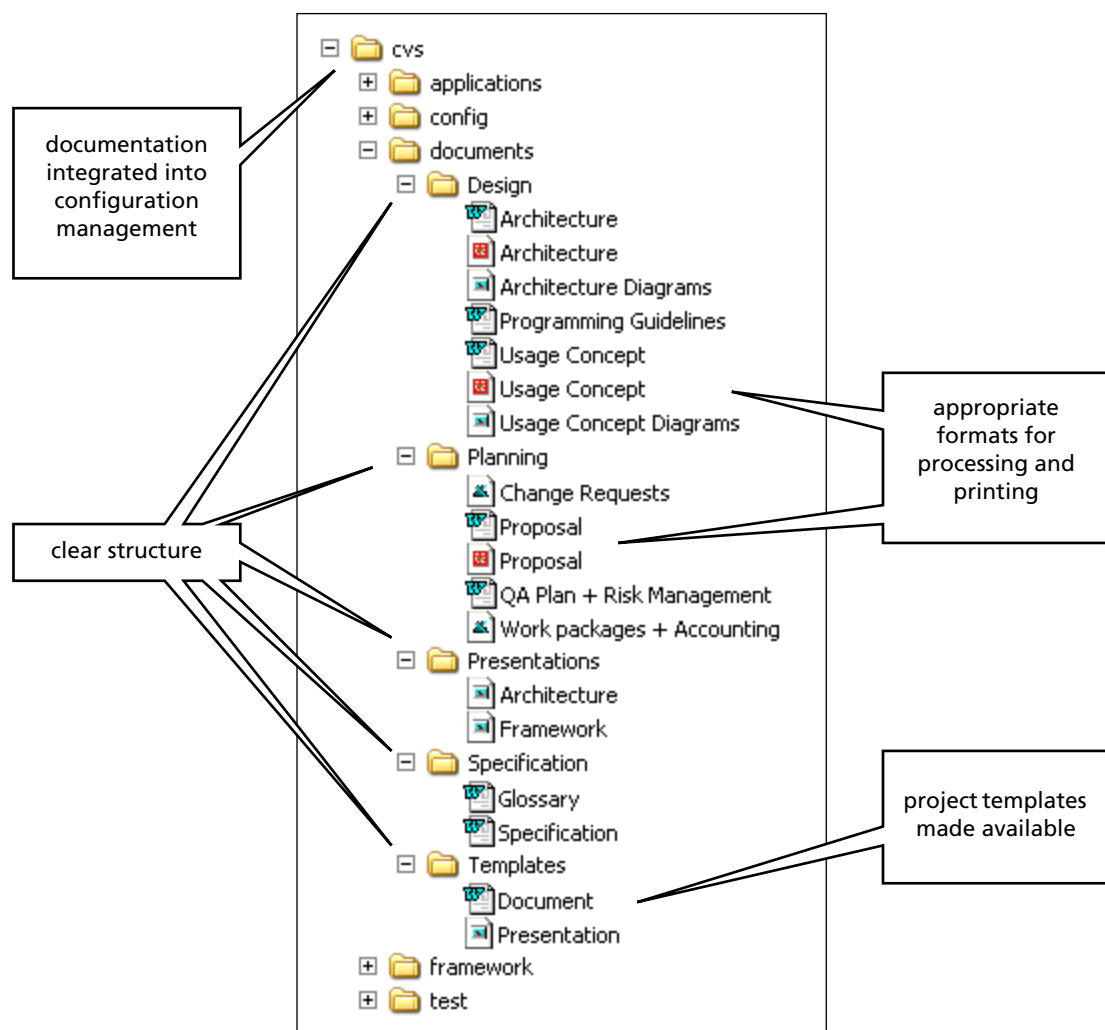 cvs
applications
config
documents
Design
Architecture
Architecture
Architecture Diagrams
Programming Guidelines
Usage Concept
Usage Concept
Usage Concept Diagrams
Planning
Change Requests
Proposal
Proposal
QA Plan + Risk Management
Work packages + Accounting
Presentations
Architecture
Framework
Specification
Glossary
Specification
Templates
Document
Presentation
framework
test
documentation
integrated into
configuration
management
clear structure
appropriate
formats for
processing and
printing
project templates
made available